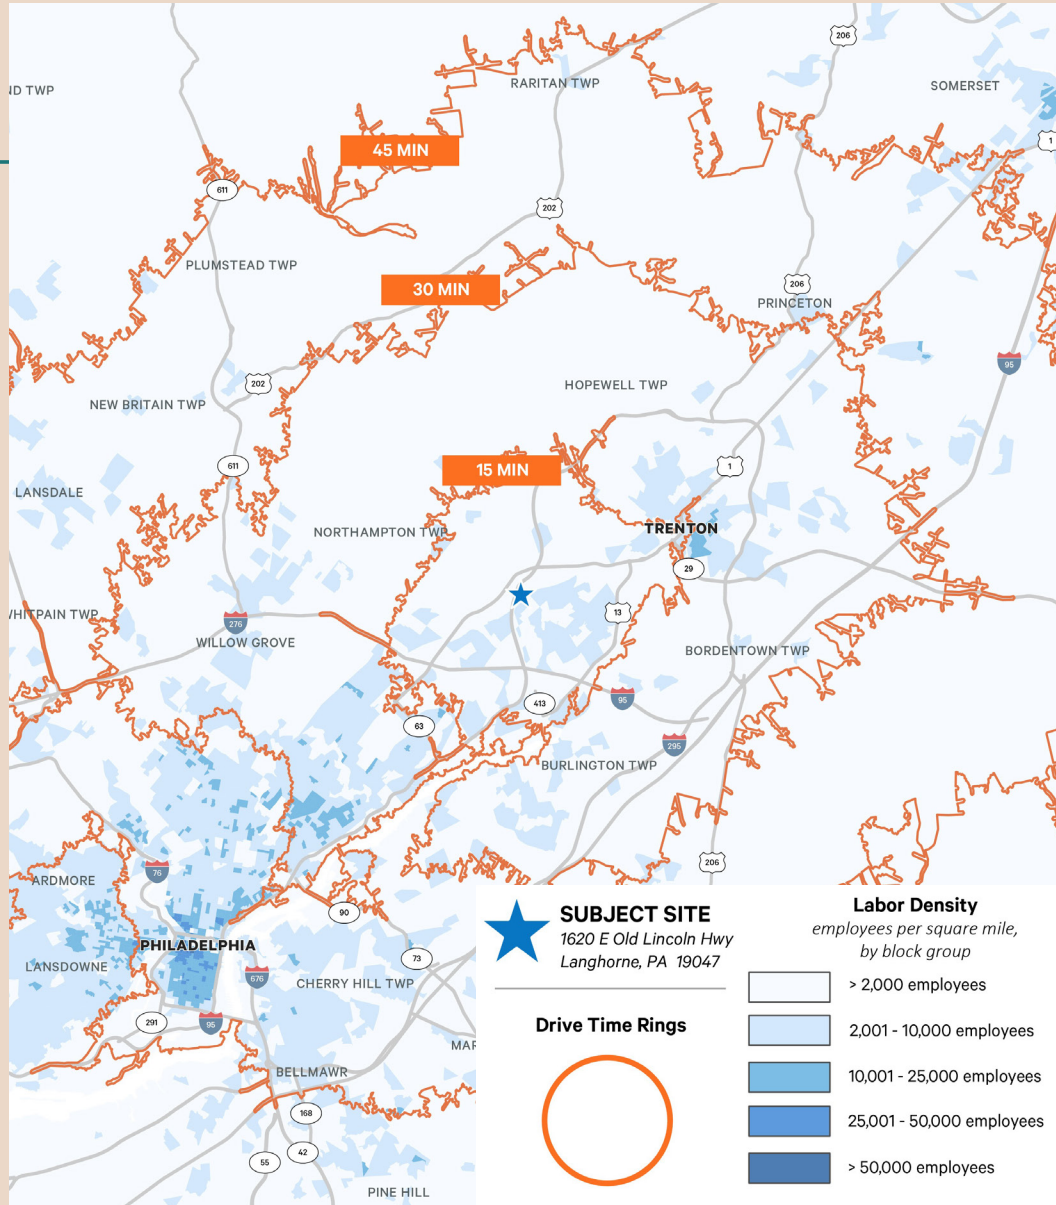 206
ND TWP
RARITAN TWP
SOMERSET
1
45 MIN
611
202
PLUMSTEAD TWP
30 MIN
206
PRINCETON
95
202
HOPEWELL TWP
NEW BRITAIN TWP
611
15 MIN
1
LANSDALE
NORTHAMPTON TWP
TRENTON
29
13
WHITPAIN TWP
276
WILLOW GROVE
BORDENTOWN TWP
95
413
63
295
BURLINGTON TWP
206
76
ARDMORE
90
PHILADELPHIA
73
LANSDOWNE
676
CHERRY HILL TWP
291
95
MAR
BELLMAWR
168
42
55
PINE HILL
SUBJECT SITE
1620 E Old Lincoln Hwy
Langhorne, PA 19047
Drive Time Rings
Labor Density
employees per square mile,
by block group
> 2,000 employees
2,001 - 10,000 employees
10,001 - 25,000 employees
25,001 - 50,000 employees
> 50,000 employees